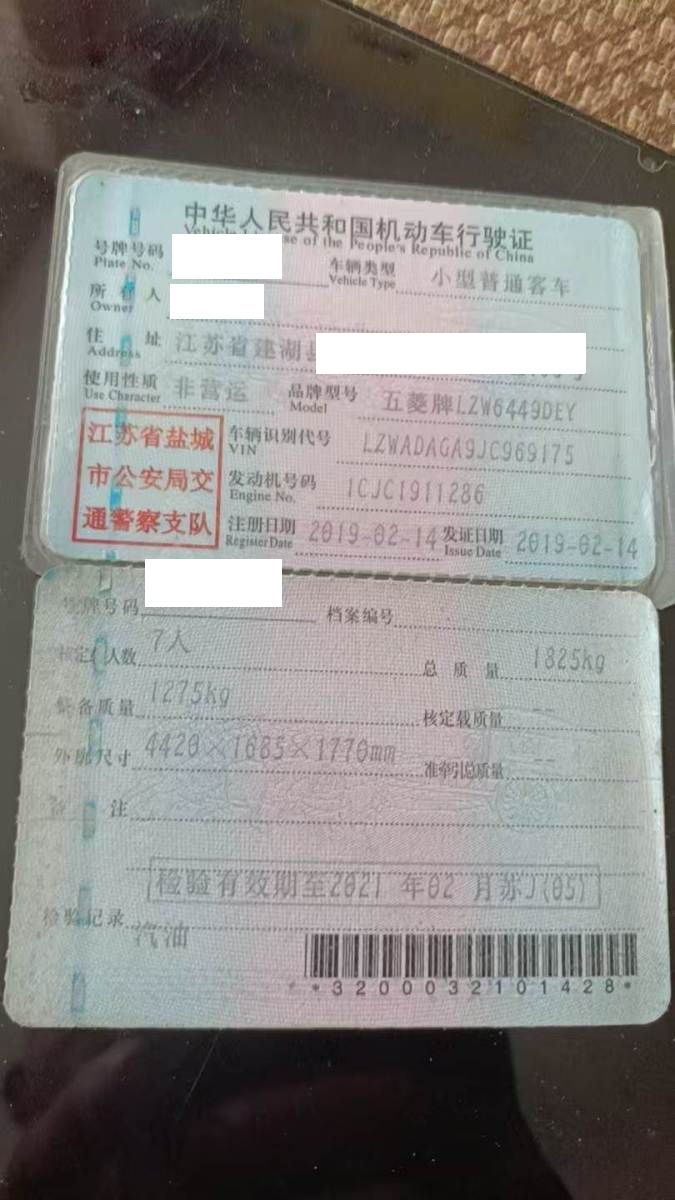 中华人民共和国机动车行驶证
Vehicle License of the People's Republic of China
号牌号码 车辆类型 小型普通客车
Plate No. Vehicle Type
所有人
Owner
住址 江苏省建湖县
Address
使用性质 非营运 品牌型号 五菱牌LZW6449DEY
Use Character Model
江苏省盐城 车辆识别代号 LZWADAGA9JC969175
VIN
市公安局交 发动机号码 1CJC1911286
Engine No.
通警察支队 注册日期 2019-02-14 发证日期 2019-02-14
Register Date Issue Date
号牌号码 档案编号
核定人数 7人 总质量 1825kg
整备质量 1275kg 核定载质量 --
外廓尺寸 4420×1685×1770mm 准牵引总质量 --
备注
检验有效期至2021年02月苏J(05)
检验记录
汽油
*3200032101428*